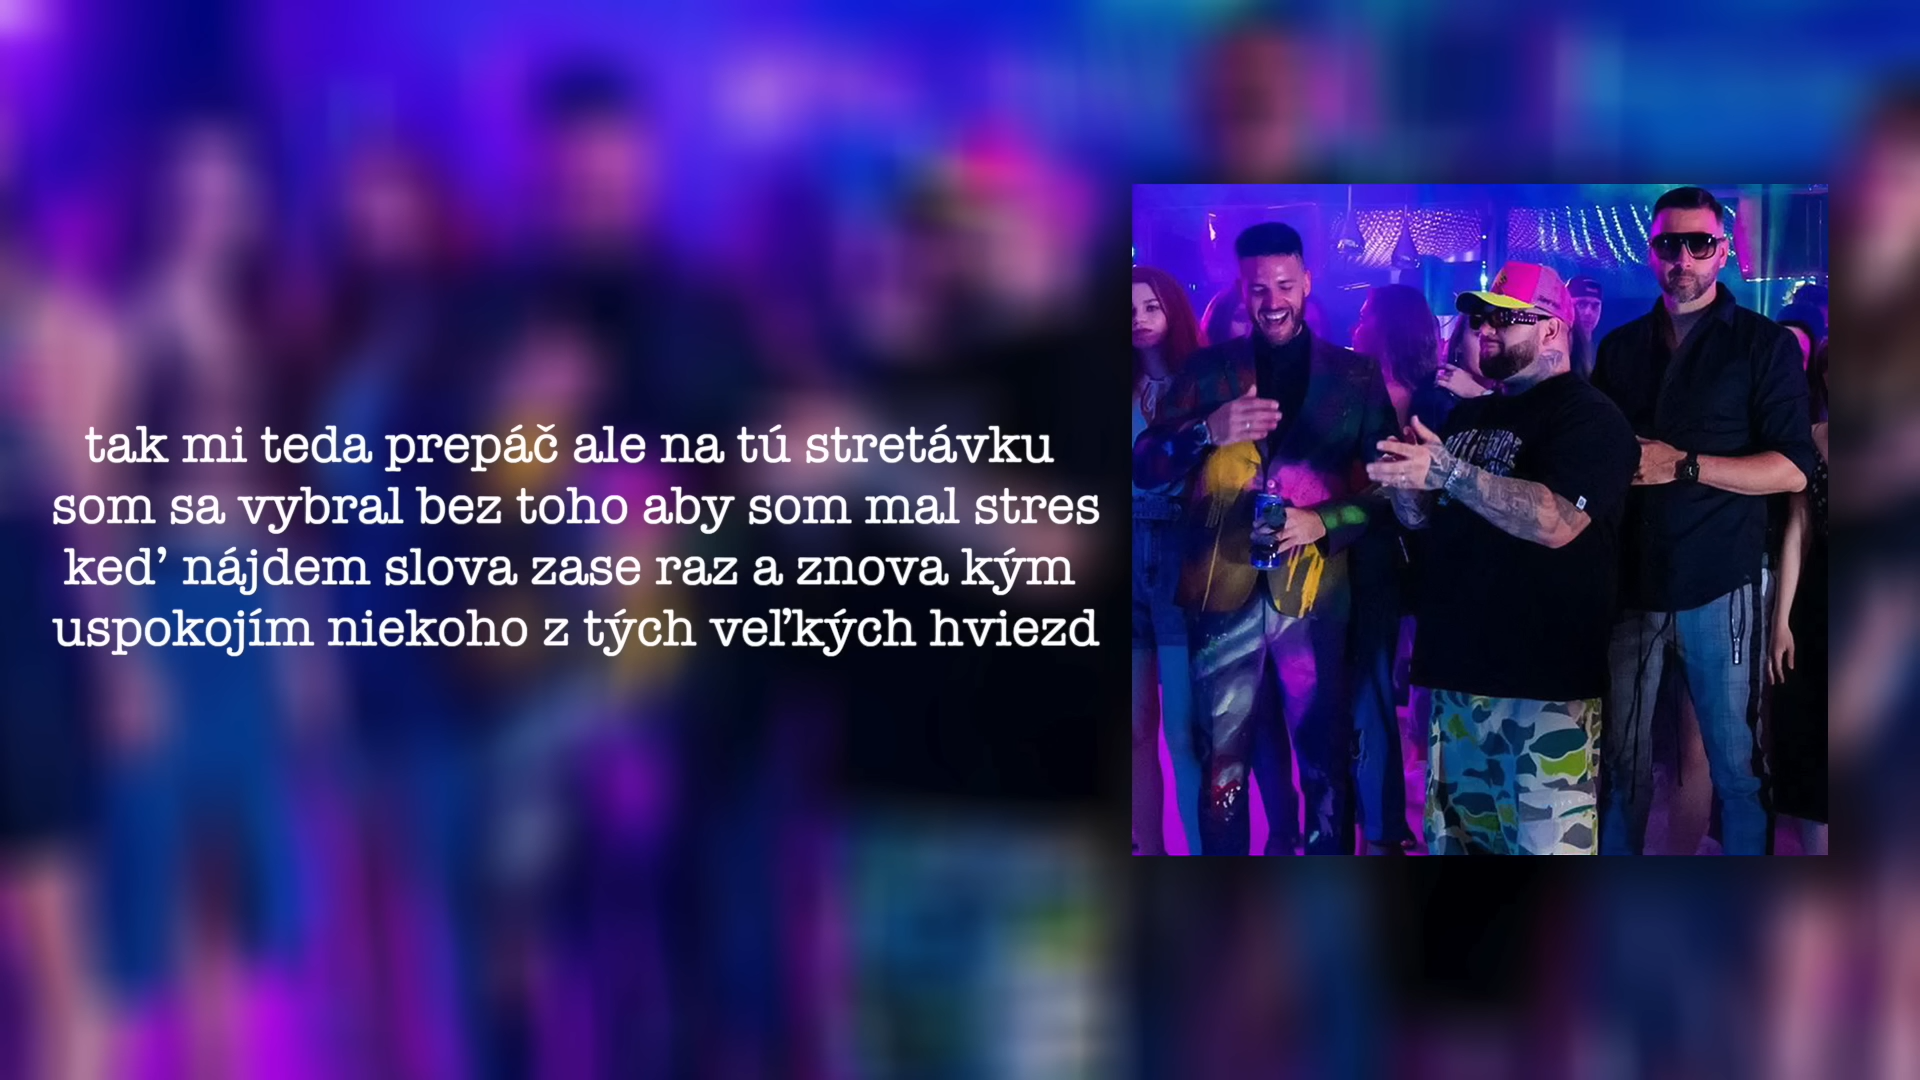 tak mi teda prepáč ale na tú stretávku
som sa vybral bez toho aby som mal stres
keď nájdem slova zase raz a znova kým
uspokojím niekoho z tých veľkých hviezd